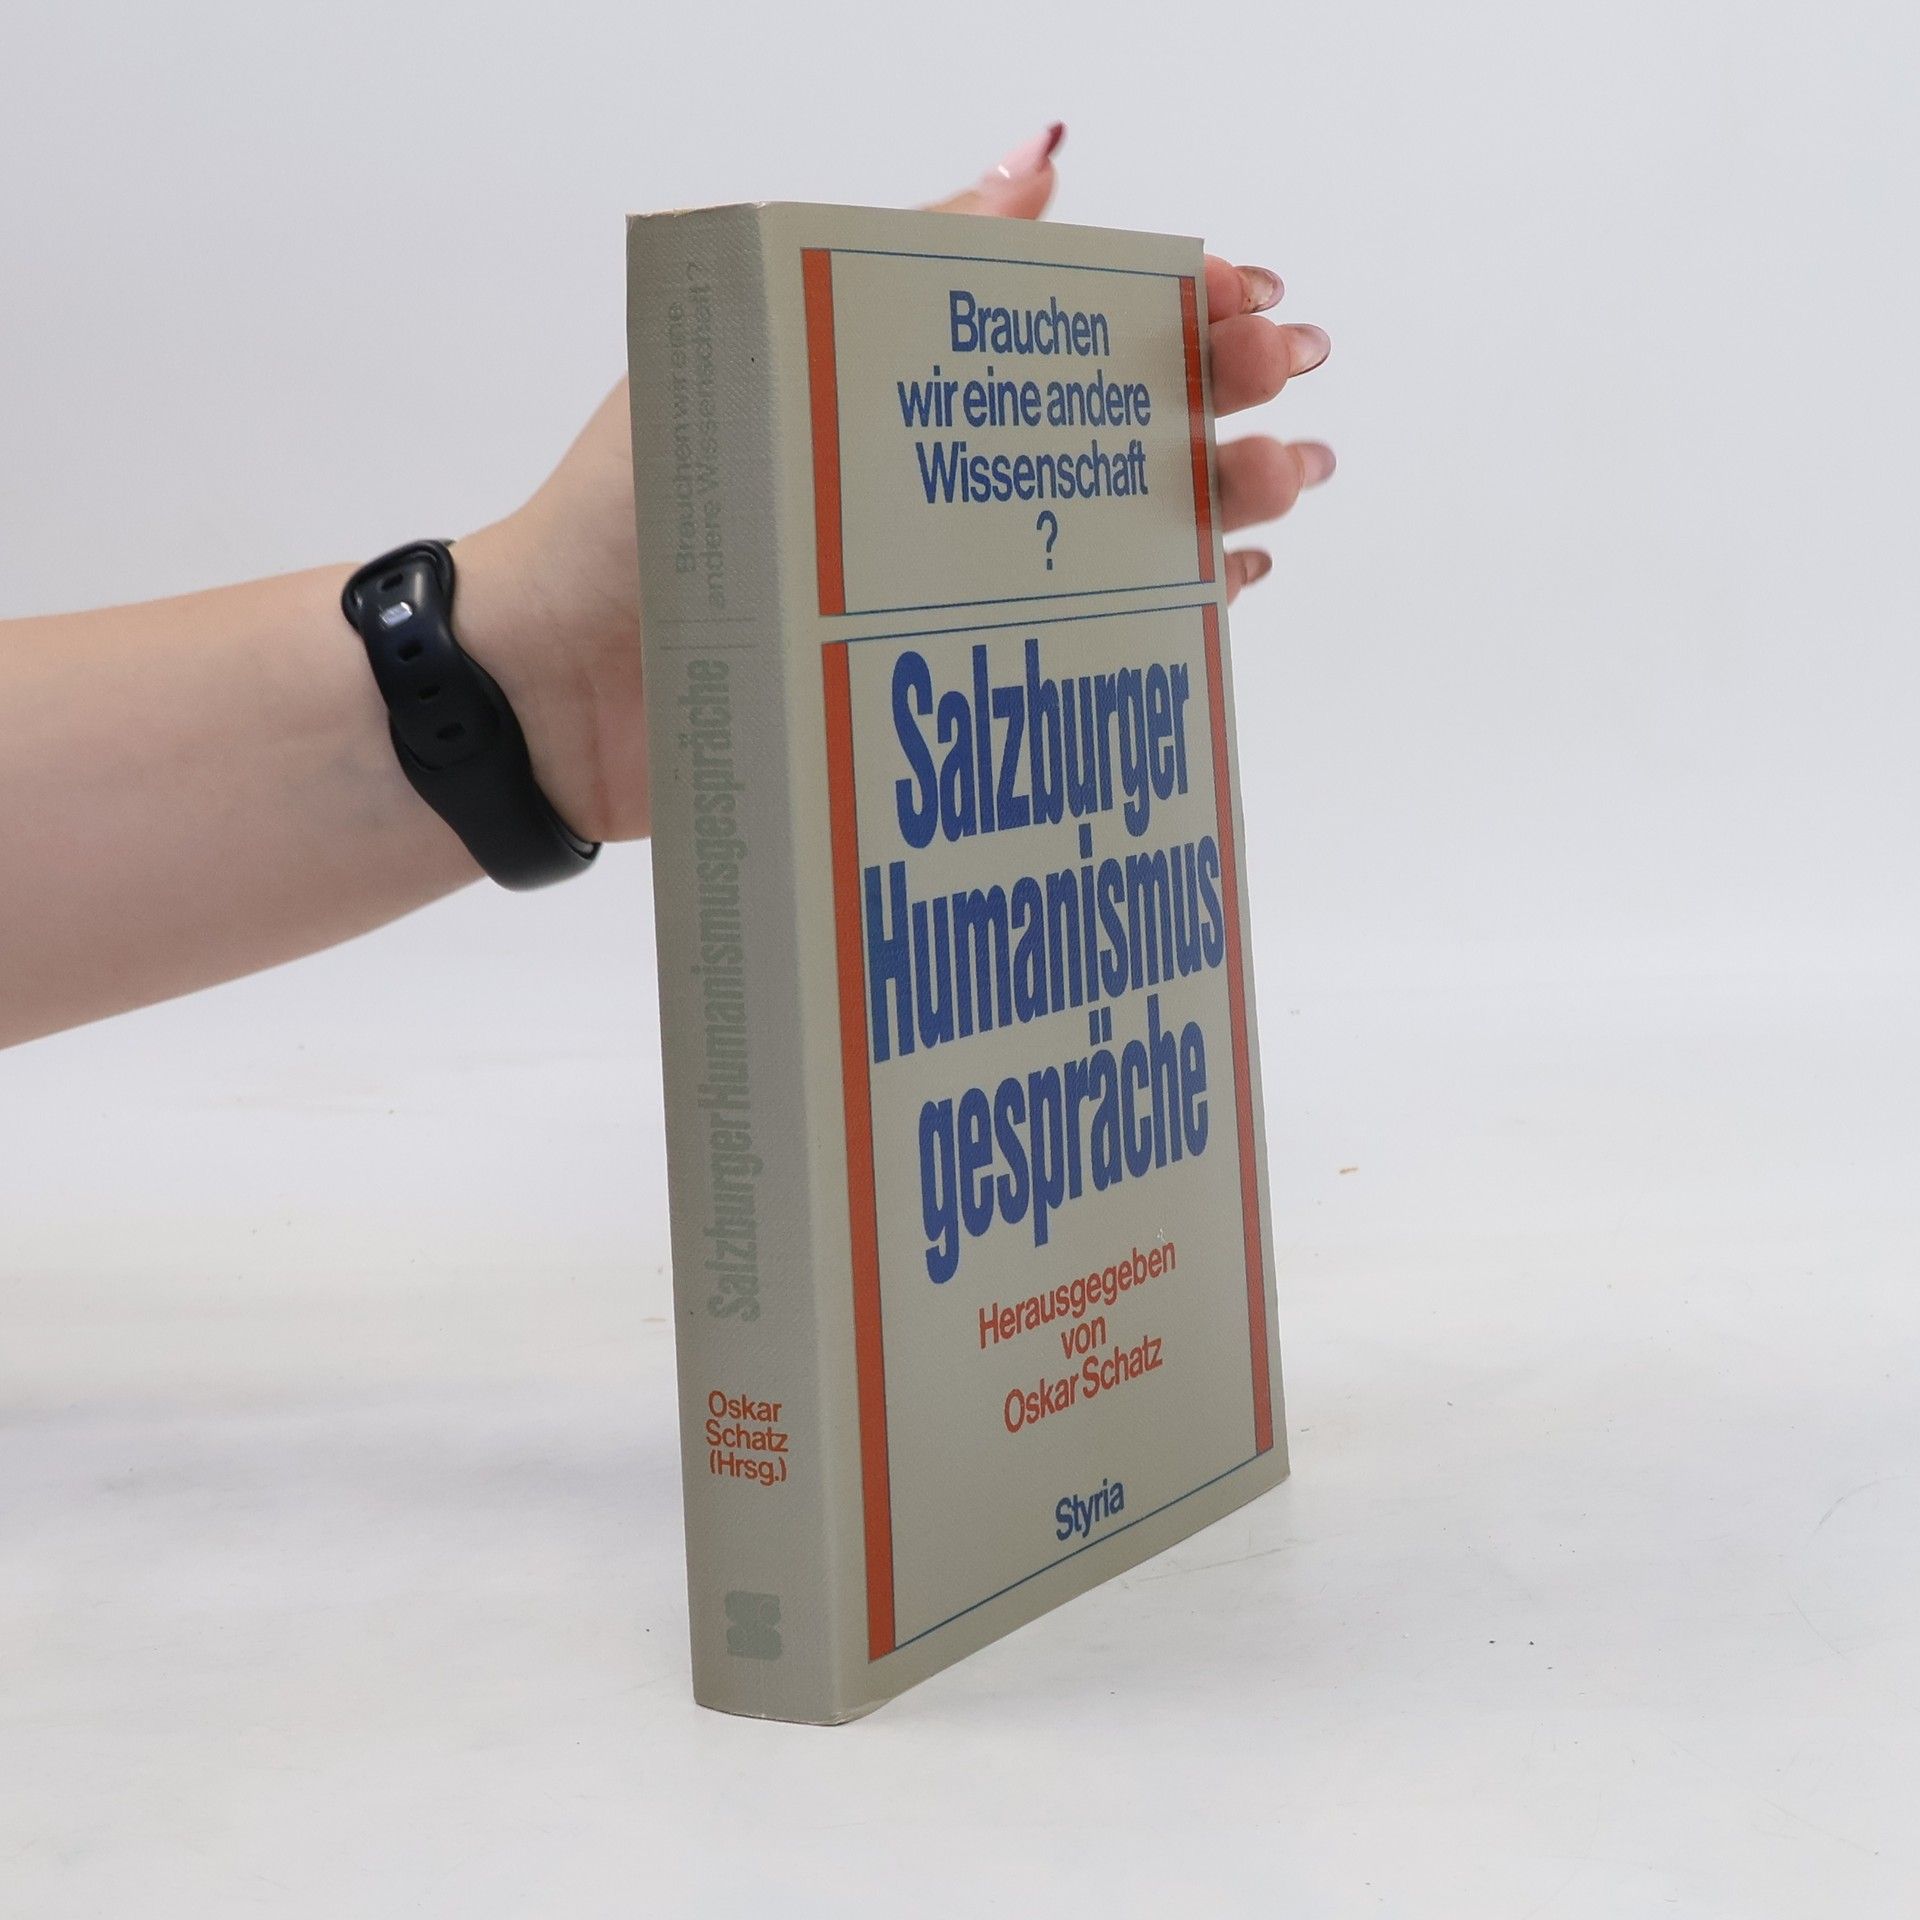 Brauchen wir eine
andere Wissenschaft?
Salzburger Humanismusgespräche
Oskar
Schatz
(Hrsg.)
Brauchen
wir eine andere
Wissenschaft
?
Salzburger
Humanismus
gespräche
Herausgegeben
von
Oskar Schatz
Styria